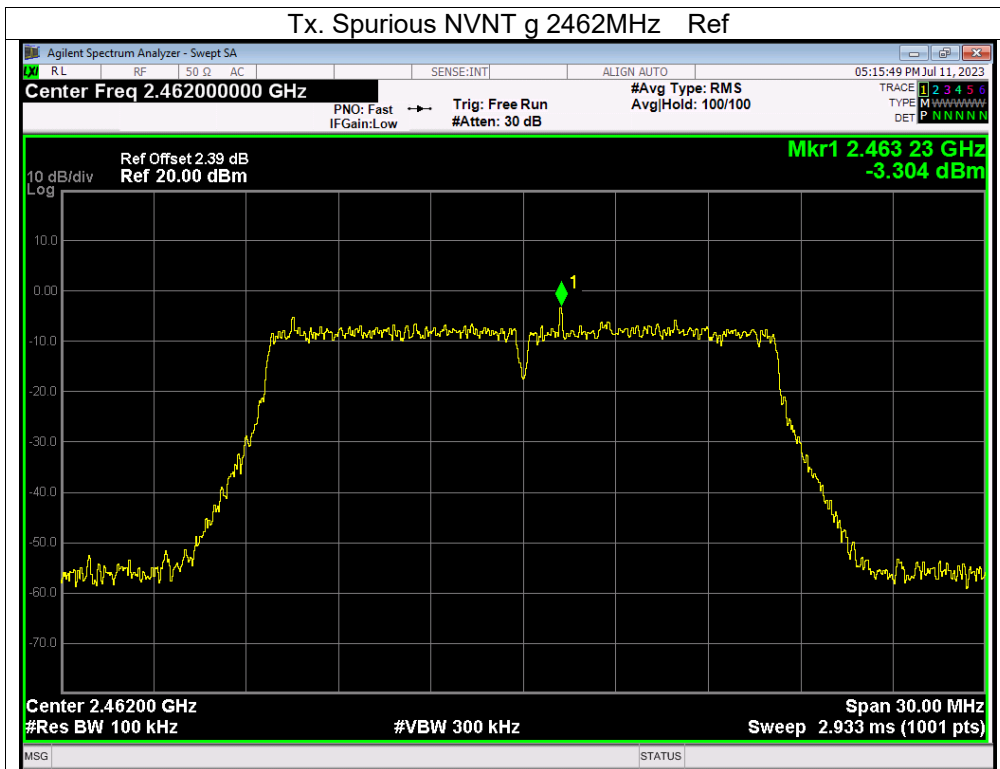 Tx. Spurious NVNT g 2462MHz Ref
Agilent Spectrum Analyzer - Swept SA
LXI RL RF 50 Ω AC SENSE:INT ALIGN AUTO 05:15:49 PM Jul 11, 2023
Center Freq 2.462000000 GHz #Avg Type: RMS TRACE 1 2 3 4 5 6
PNO: Fast Trig: Free Run Avg|Hold: 100/100 TYPE M WWWWW
IFGain:Low #Atten: 30 dB DET P N N N N N
Mkr1 2.463 23 GHz
Ref Offset 2.39 dB
10 dB/div Ref 20.00 dBm -3.304 dBm
Log
10.0
0.00
1
-10.0
-20.0
-30.0
-40.0
-50.0
-60.0
-70.0
Center 2.46200 GHz Span 30.00 MHz
#Res BW 100 kHz #VBW 300 kHz Sweep 2.933 ms (1001 pts)
MSG STATUS